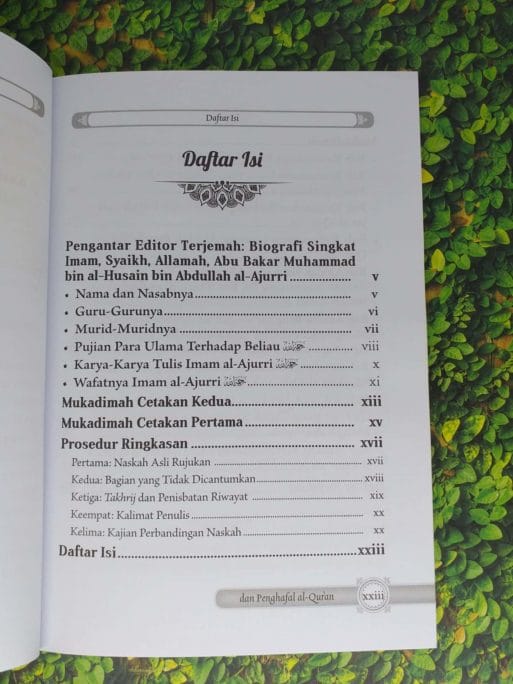 Daftar Isi
Daftar Isi
Pengantar Editor Terjemah: Biografi Singkat
Imam, Syaikh, Allamah, Abu Bakar Muhammad
bin al-Husain bin Abdullah al-Ajurri .................. v
• Nama dan Nasabnya .................. v
• Guru-Gurunya .................. vi
• Murid-Muridnya .................. vii
• Pujian Para Ulama Terhadap Beliau .................. viii
• Karya-Karya Tulis Imam al-Ajurri .................. x
• Wafatnya Imam al-Ajurri .................. xi
Mukadimah Cetakan Kedua .................. xiii
Mukadimah Cetakan Pertama .................. xv
Prosedur Ringkasan .................. xvii
Pertama: Naskah Asli Rujukan .................. xvii
Kedua: Bagian yang Tidak Dicantumkan .................. xviii
Ketiga: Takhrij dan Penisbatan Riwayat .................. xix
Keempat: Kalimat Penulis .................. xx
Kelima: Kajian Perbandingan Naskah .................. xx
Daftar Isi .................. xxiii
dan Penghafal al-Qur'an xxiii